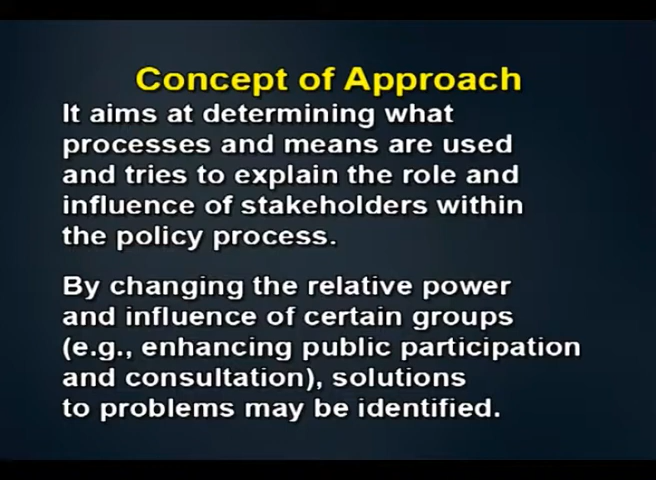 Concept of Approach
It aims at determining what
processes and means are used
and tries to explain the role and
influence of stakeholders within
the policy process.
By changing the relative power
and influence of certain groups
(e.g., enhancing public participation
and consultation), solutions
to problems may be identified.